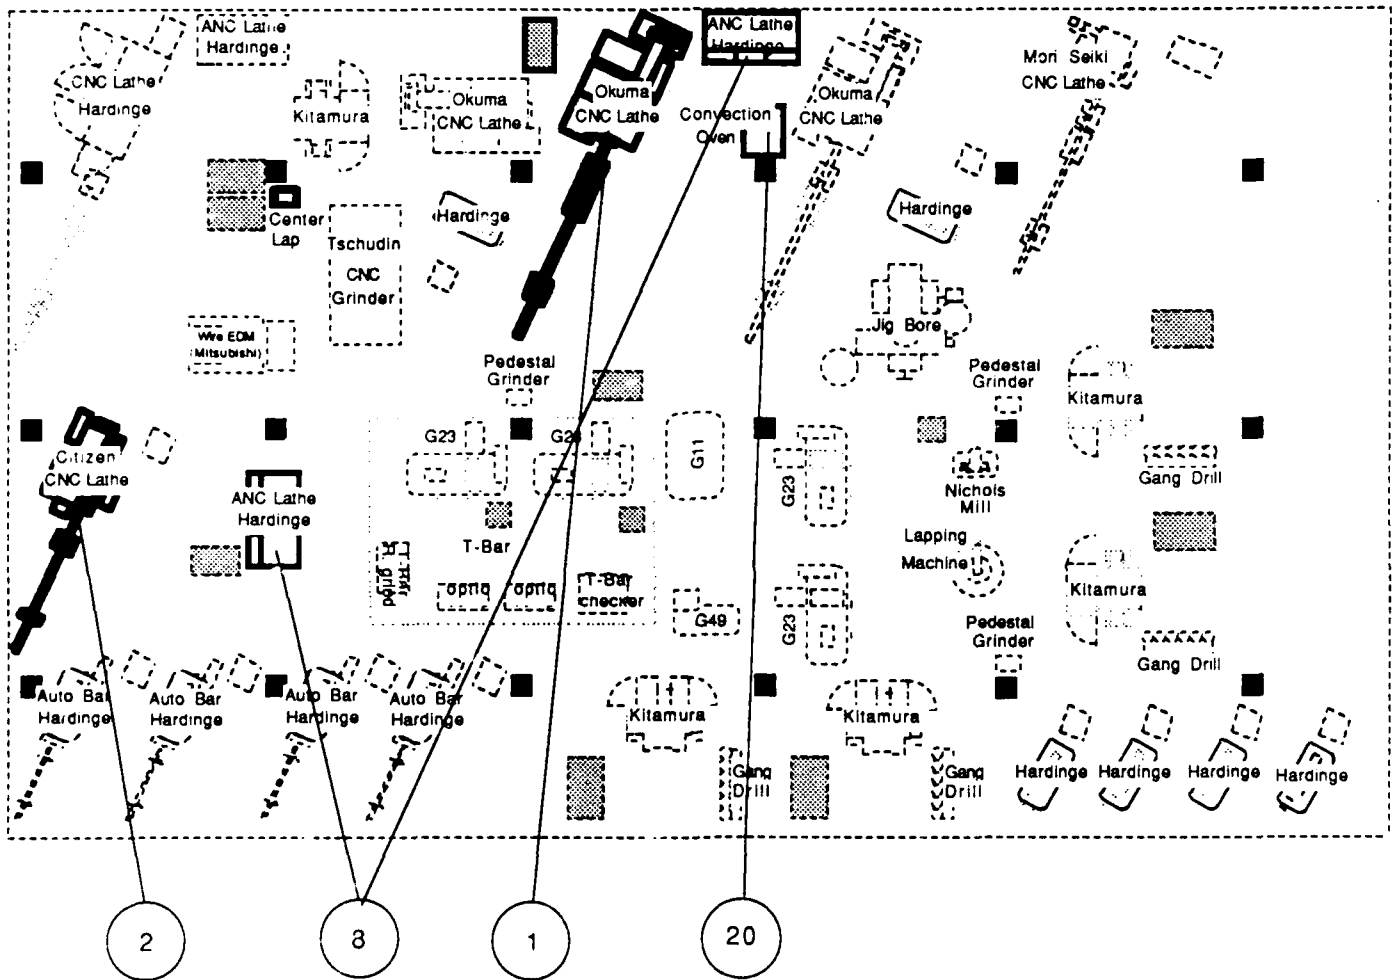 ANC Lathe
Hardinge
ANC Lathe
Hardinge
CNC Lathe
Hardinge
Kitamura
Okuma
CNC Lathe
Okuma
CNC Lathe
Convection
Oven
Okuma
CNC Lathe
Mori Seiki
CNC Lathe
Center
Lap
Tschudin
CNC
Grinder
Hardinge
Hardinge
Wire EDM
(Mitsubishi)
Jig Bore
Pedestal
Grinder
Pedestal
Grinder
Kitamura
Citizen
CNC Lathe
ANC Lathe
Hardinge
G23
G11
G23
Nichols
Mill
Gang Drill
T-Bar
Lapping
Machine
T-Bar
optiq
optiq
T-Bar
checker
G49
G23
Kitamura
Pedestal
Grinder
Gang Drill
Auto Bar
Hardinge
Auto Bar
Hardinge
Auto Bar
Hardinge
Auto Bar
Hardinge
Kitamura
Kitamura
Gang
Drill
Gang
Drill
Hardinge
Hardinge
Hardinge
Hardinge
2
8
1
20